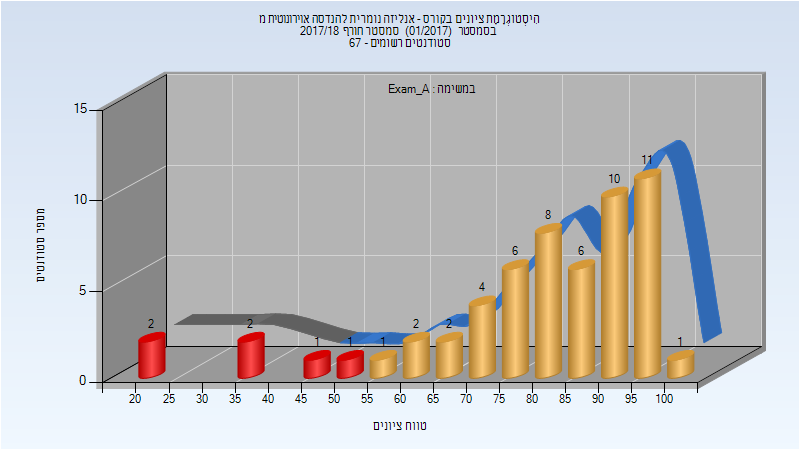 הִיסְטוֹגְרָמַת ציונים בקורס - אנליזה נומרית להנדסה אוירונוטית מ
בסמסטר (01/2017) סמסטר חורף 2017/18
סטודנטים רשומים - 67
במשימה : Exam_A
מספר סטודנטים
15
10
5
0
2
2
1
1
1
2
2
4
6
8
6
10
11
1
20 25 30 35 40 45 50 55 60 65 70 75 80 85 90 95 100
טווח ציונים